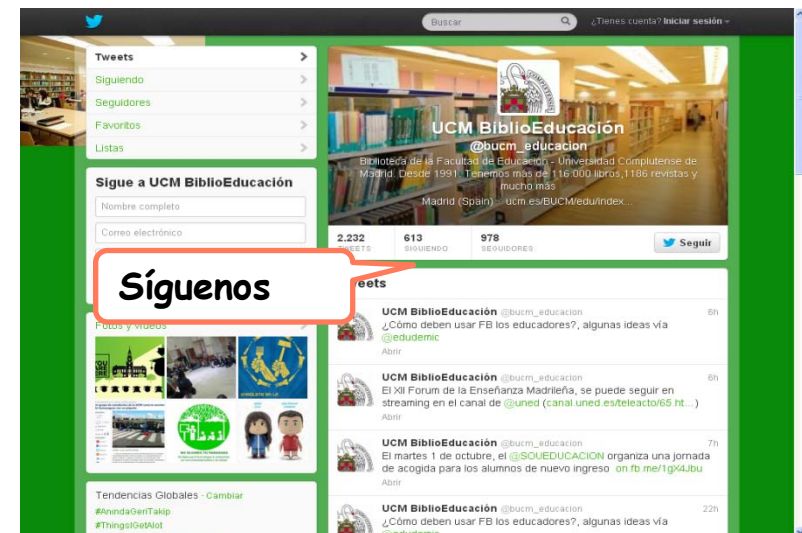 Buscar
¿Tienes cuenta? Iniciar sesión
Tweets
Siguiendo
Seguidores
Favoritos
Listas
Sigue a UCM BiblioEducación
Nombre completo
Correo electrónico
Síguenos
Fotos y vídeos
Tendencias Globales · Cambiar
#AnindaGeriTakip
#ThingsIGetAlot
UCM BiblioEducación
@bucm_educacion
Biblioteca de la Facultad de Educación - Universidad Complutense de
Madrid. Desde 1991. Tenemos más de 116.000 libros,1186 revistas y
mucho más
Madrid (Spain) · ucm.es/BUCM/edu/index...
2.232 613 978
TWEETS SIGUIENDO SEGUIDORES
Seguir
eets
UCM BiblioEducación @bucm_educacion 6h
¿Cómo deben usar FB los educadores?, algunas ideas vía
@edudemic
Abrir
UCM BiblioEducación @bucm_educacion 6h
El XII Forum de la Enseñanza Madrileña, se puede seguir en
streaming en el canal de @uned (canal.uned.es/teleacto/65 ht...)
Abrir
UCM BiblioEducación @bucm_educacion 7h
El martes 1 de octubre, el @SOUEDUCACION organiza una jornada
de acogida para los alumnos de nuevo ingreso on.fb.me/1gX4Jbu
Abrir
UCM BiblioEducación @bucm_educacion 22h
¿Cómo deben usar FB los educadores?, algunas ideas vía
@edudemic